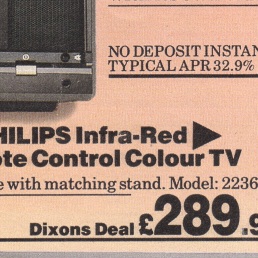 NO DEPOSIT INSTAN
TYPICAL APR 32.9%
HILIPS Infra-Red
ote Control Colour TV
e with matching stand. Model: 2236
Dixons Deal £289.9